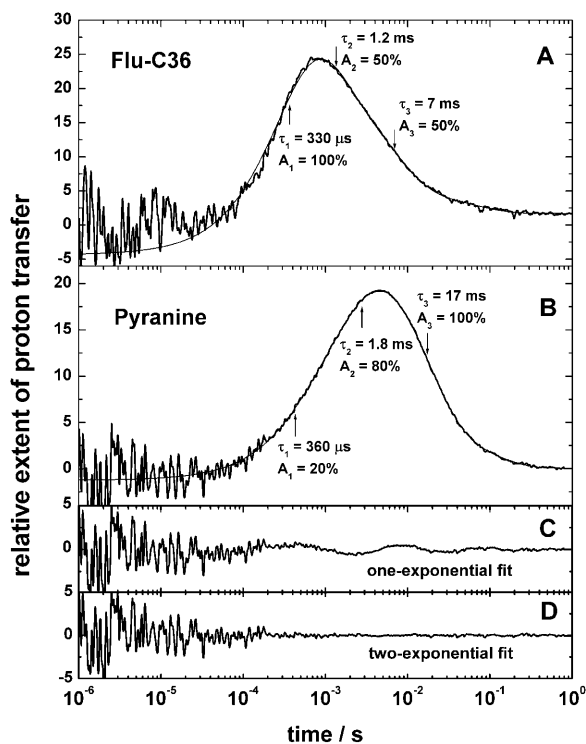 30
25
20
15
10
5
0
-5
Flu-C36
A
τ2 = 1.2 ms
A2 = 50%
τ3 = 7 ms
A3 = 50%
τ1 = 330 μs
A1 = 100%
20
15
10
5
0
5
Pyranine
B
τ3 = 17 ms
A3 = 100%
τ2 = 1.8 ms
A2 = 80%
τ1 = 360 μs
A1 = 20%
0
C
one-exponential fit
5
0
-5
D
two-exponential fit
10-6 10-5 10-4 10-3 10-2 10-1 100
time / s
relative extent of proton transfer